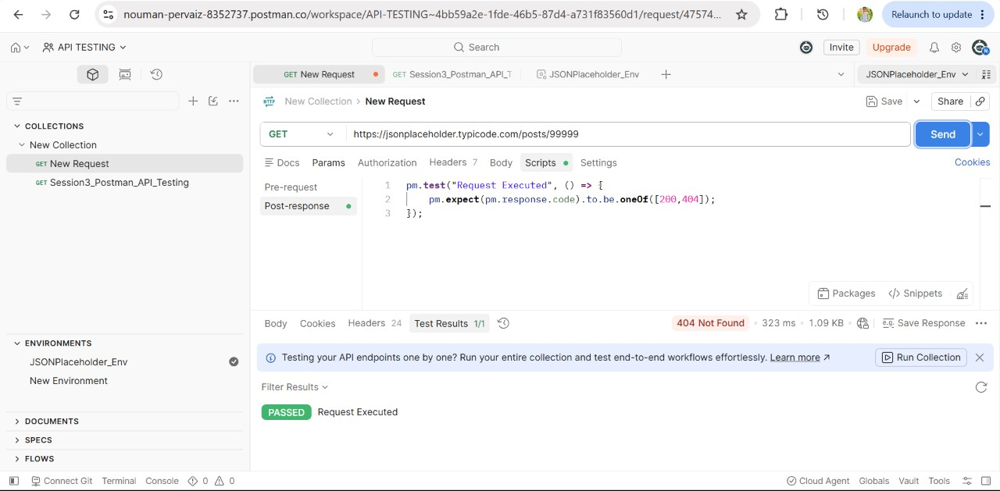 nouman-pervaiz-8352737.postman.co/workspace/API-TESTING~4bb59a2e-1fde-46b5-87d4-a731f83560d1/request/47574...
Relaunch to update
API TESTING
Search
Invite
Upgrade
GET New Request
GET Session3_Postman_API_T
JSONPlaceholder_Env
JSONPlaceholder_Env
HTTP New Collection > New Request
Save
Share
COLLECTIONS
New Collection
GET New Request
GET Session3_Postman_API_Testing
GET
https://jsonplaceholder.typicode.com/posts/99999
Send
Docs Params Authorization Headers 7 Body Scripts Settings
Cookies
Pre-request
Post-response
1 pm.test("Request Executed", () => {
2 pm.expect(pm.response.code).to.be.oneOf([200,404]);
3 });
Packages </> Snippets
Body Cookies Headers 24 Test Results 1/1
404 Not Found • 323 ms • 1.09 KB
e.g. Save Response
ENVIRONMENTS
JSONPlaceholder_Env
New Environment
Testing your API endpoints one by one? Run your entire collection and test end-to-end workflows effortlessly. Learn more ↗
Run Collection
Filter Results
PASSED Request Executed
DOCUMENTS
SPECS
FLOWS
Connect Git Terminal Console 0 0
Cloud Agent Globals Vault Tools